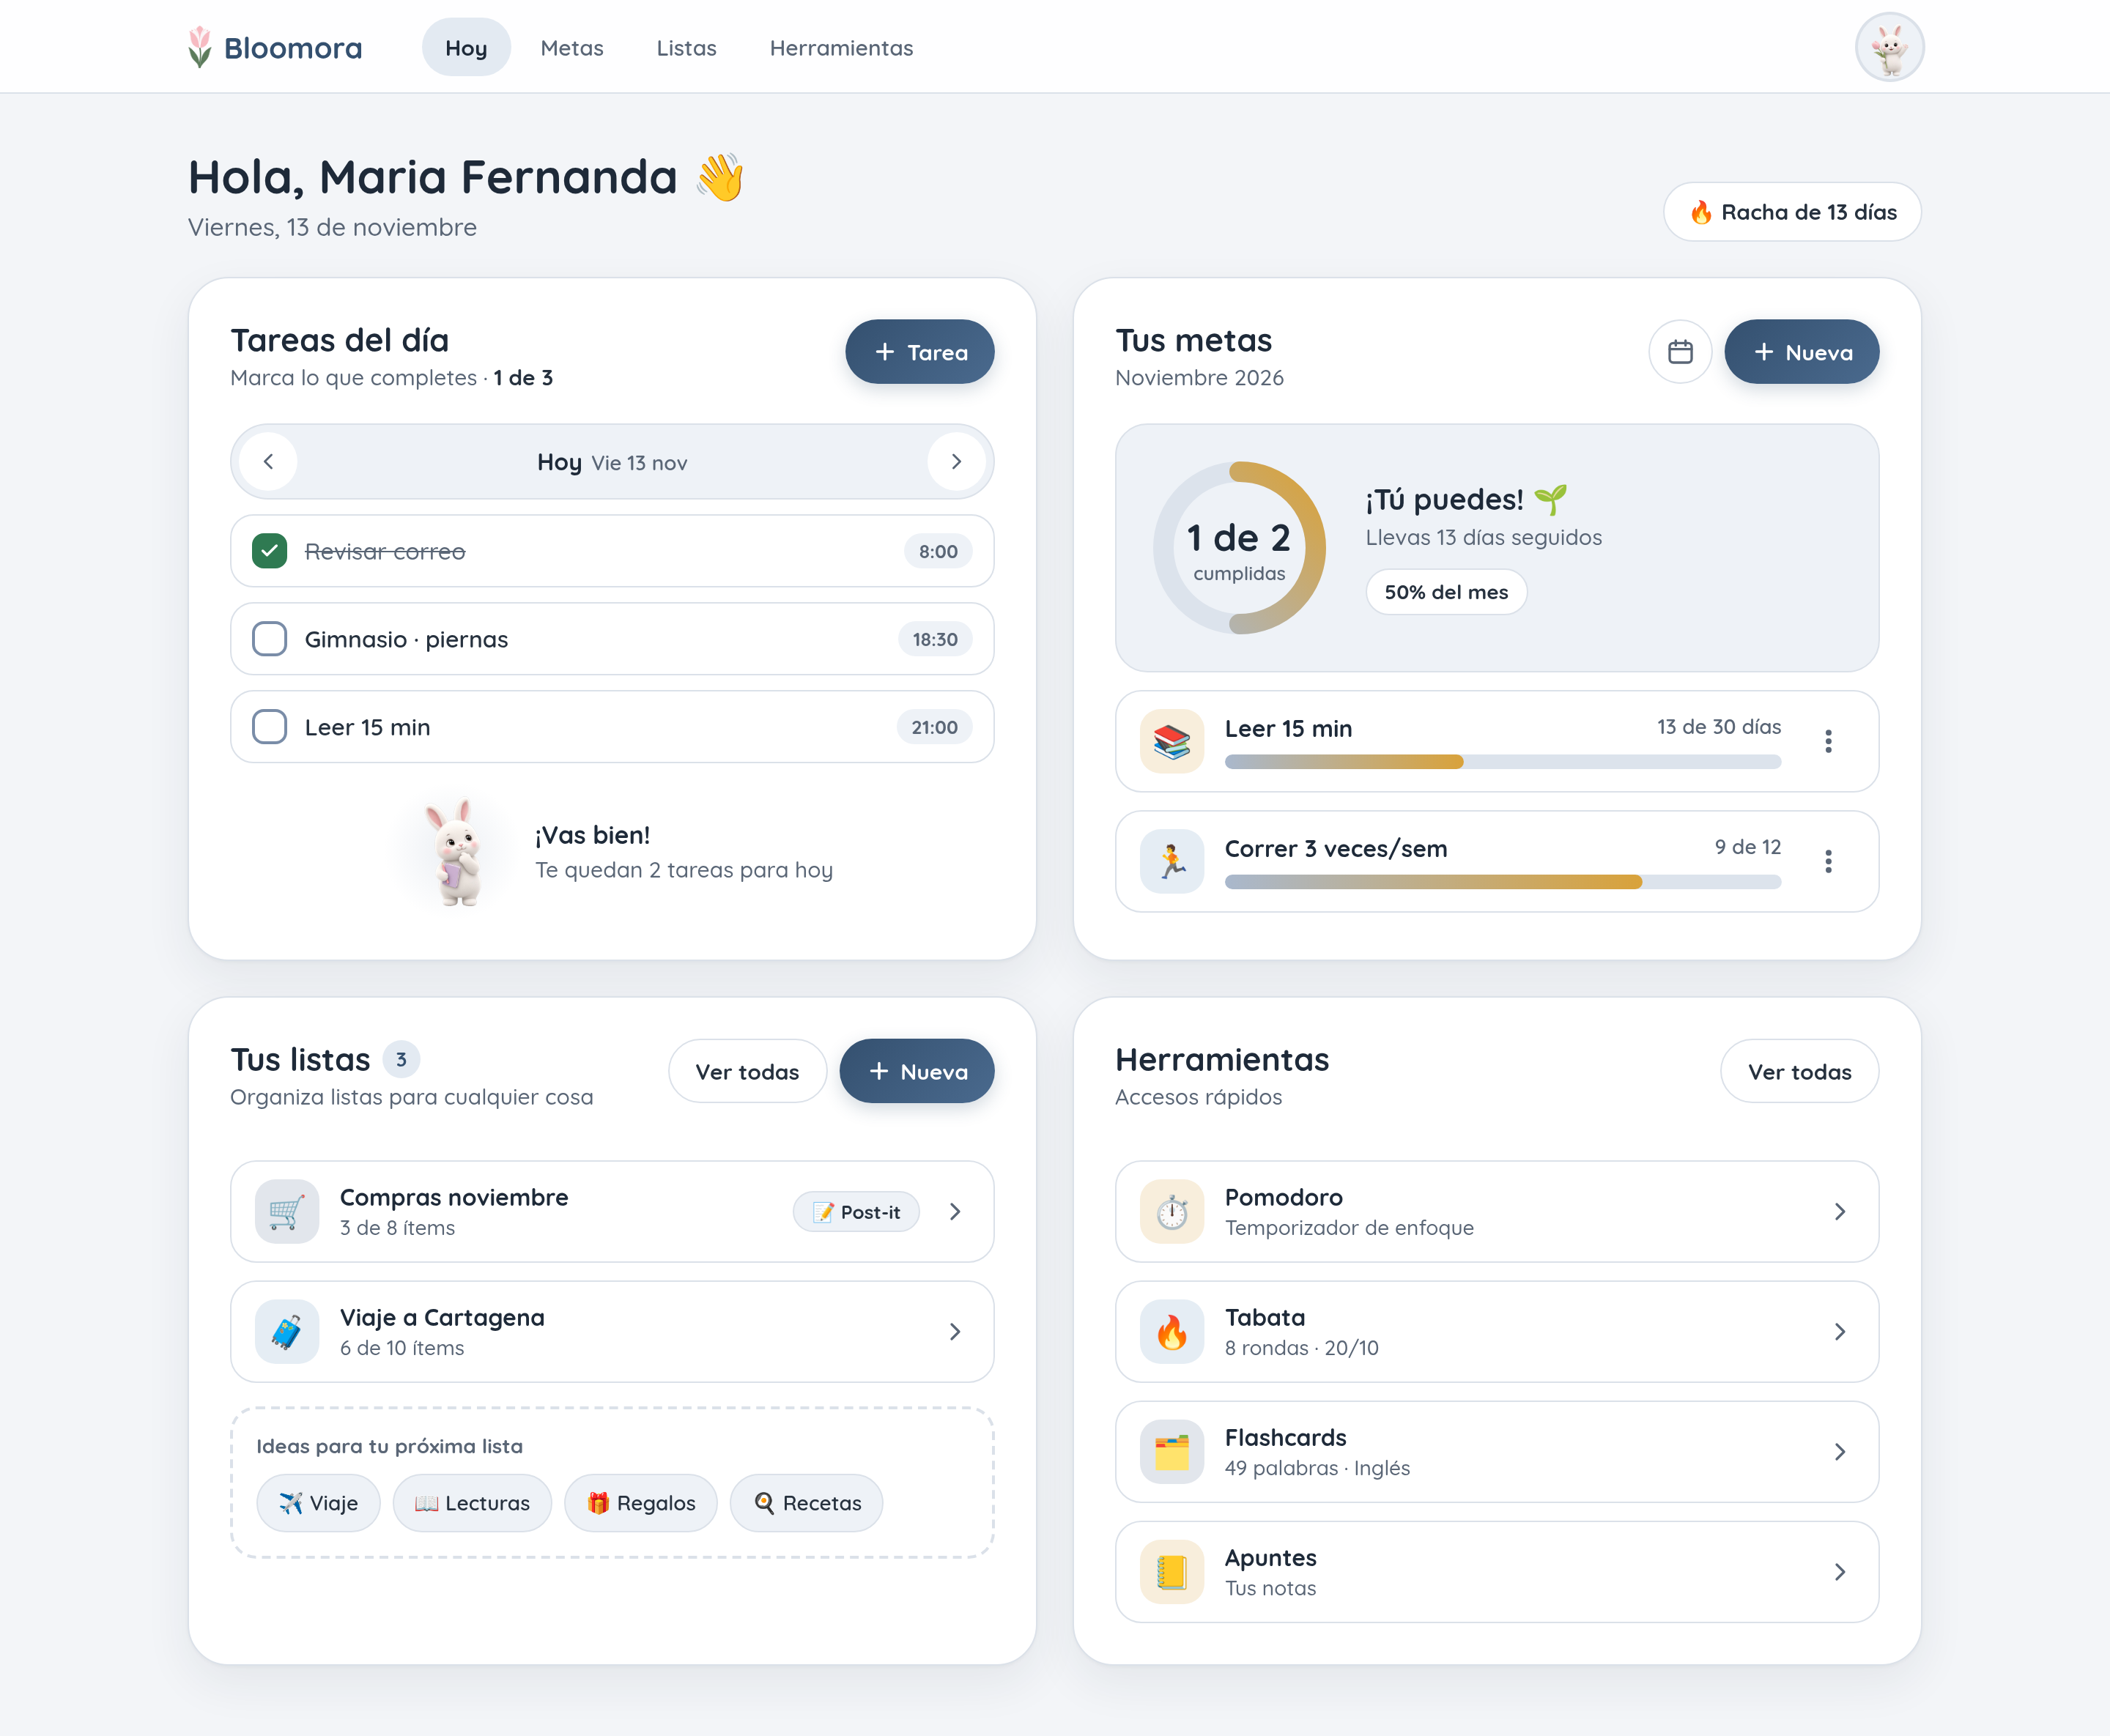 Bloomora
Hoy
Metas
Listas
Herramientas
Hola, Maria Fernanda 👋
Viernes, 13 de noviembre
🔥 Racha de 13 días
Tareas del día
Marca lo que completes · 1 de 3
+ Tarea
Hoy Vie 13 nov
Revisar correo
8:00
Gimnasio · piernas
18:30
Leer 15 min
21:00
¡Vas bien!
Te quedan 2 tareas para hoy
Tus metas
Noviembre 2026
+ Nueva
1 de 2
cumplidas
¡Tú puedes! 🌱
Llevas 13 días seguidos
50% del mes
Leer 15 min
13 de 30 días
Correr 3 veces/sem
9 de 12
Tus listas 3
Organiza listas para cualquier cosa
Ver todas
+ Nueva
Compras noviembre
3 de 8 ítems
📝 Post-it
Viaje a Cartagena
6 de 10 ítems
Ideas para tu próxima lista
✈️ Viaje
📖 Lecturas
🎁 Regalos
🍳 Recetas
Herramientas
Accesos rápidos
Ver todas
Pomodoro
Temporizador de enfoque
Tabata
8 rondas · 20/10
Flashcards
49 palabras · Inglés
Apuntes
Tus notas